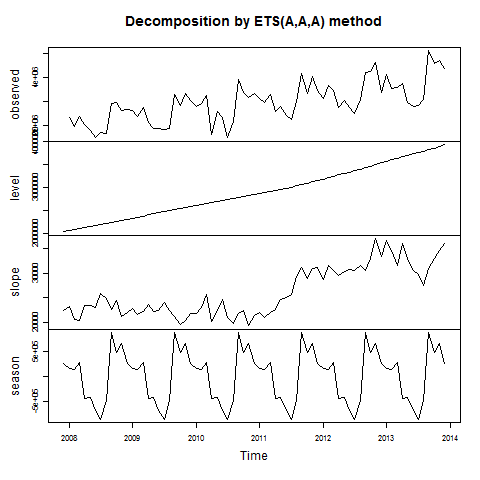 Decomposition by ETS(A,A,A) method
observed
4e+06
level
slope
season
5e+05
-5e+05
2008 2009 2010 2011 2012 2013 2014
Time